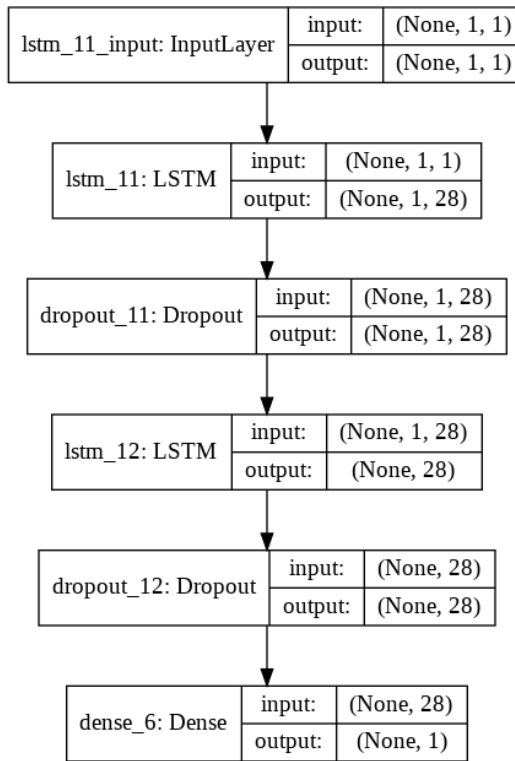 lstm_11_input: InputLayer
input: (None, 1, 1)
output: (None, 1, 1)
lstm_11: LSTM
input: (None, 1, 1)
output: (None, 1, 28)
dropout_11: Dropout
input: (None, 1, 28)
output: (None, 1, 28)
lstm_12: LSTM
input: (None, 1, 28)
output: (None, 28)
dropout_12: Dropout
input: (None, 28)
output: (None, 28)
dense_6: Dense
input: (None, 28)
output: (None, 1)